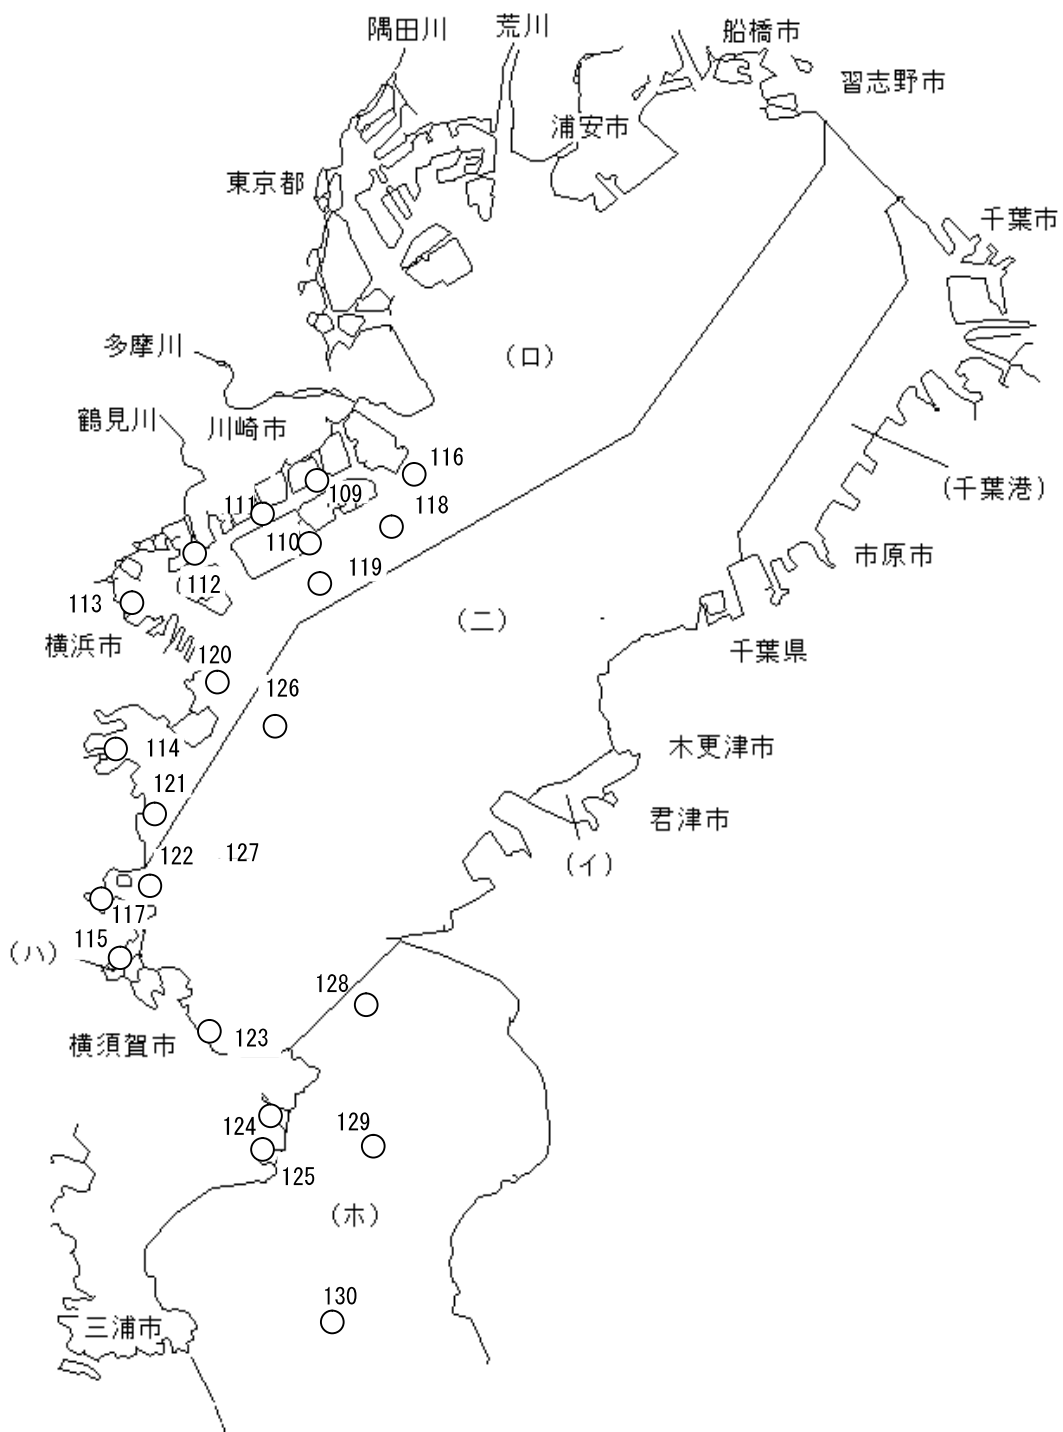 隅田川
荒川
船橋市
習志野市
浦安市
東京都
千葉市
多摩川
(ロ)
鶴見川
川崎市
116
109
(千葉港)
111
118
110
市原市
119
112
113
(ニ)
横浜市
千葉県
120
126
木更津市
114
121
君津市
122
127
(イ)
117
115
(ハ)
128
横須賀市
123
124
129
125
(ホ)
130
三浦市